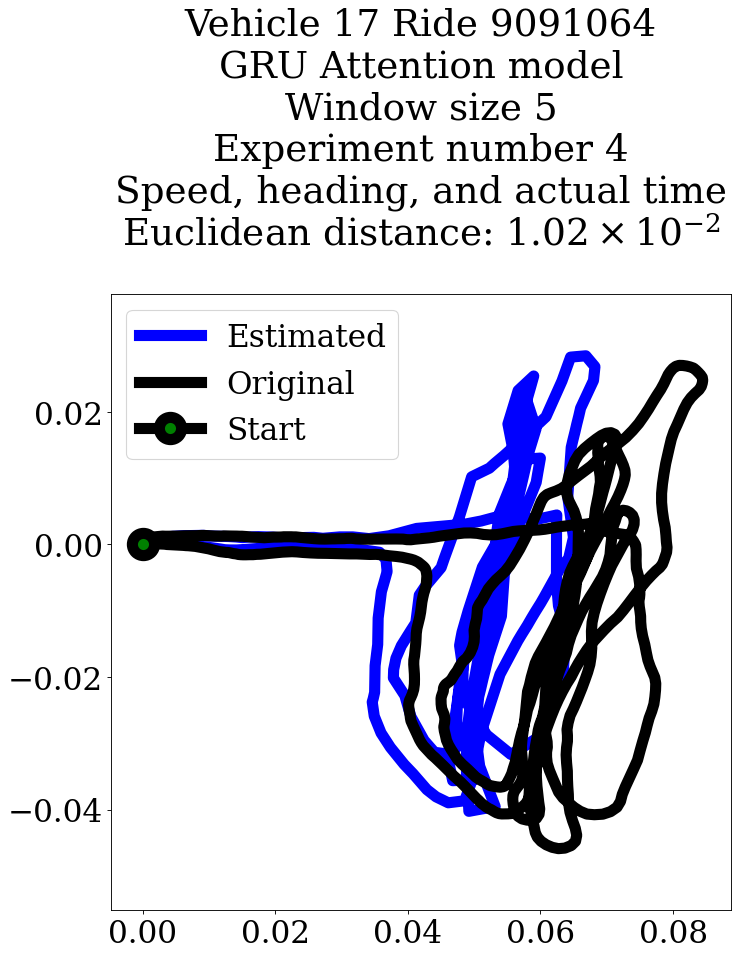 Vehicle 17 Ride 9091064
GRU Attention model
Window size 5
Experiment number 4
Speed, heading, and actual time
Euclidean distance: 1.02 × 10⁻²
Estimated
Original
Start
0.02
0.00
−0.02
−0.04
0.00 0.02 0.04 0.06 0.08